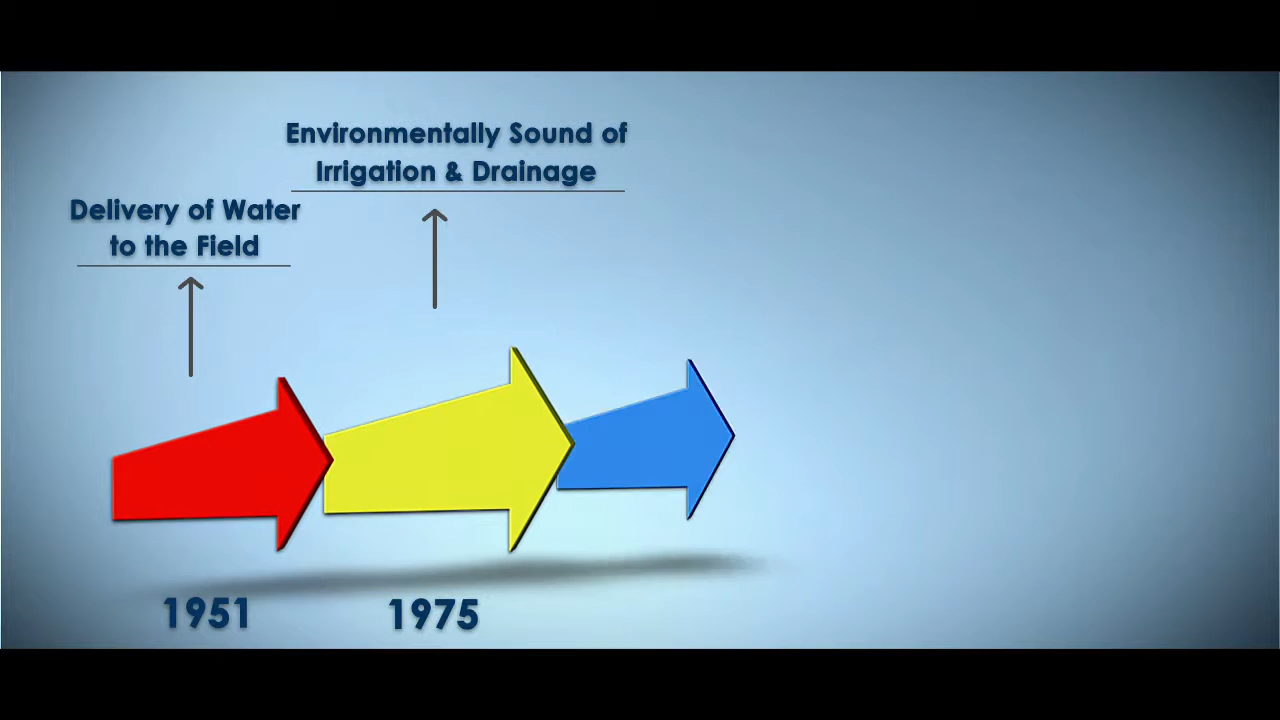 Environmentally Sound of
Irrigation & Drainage
Delivery of Water
to the Field
1951
1975